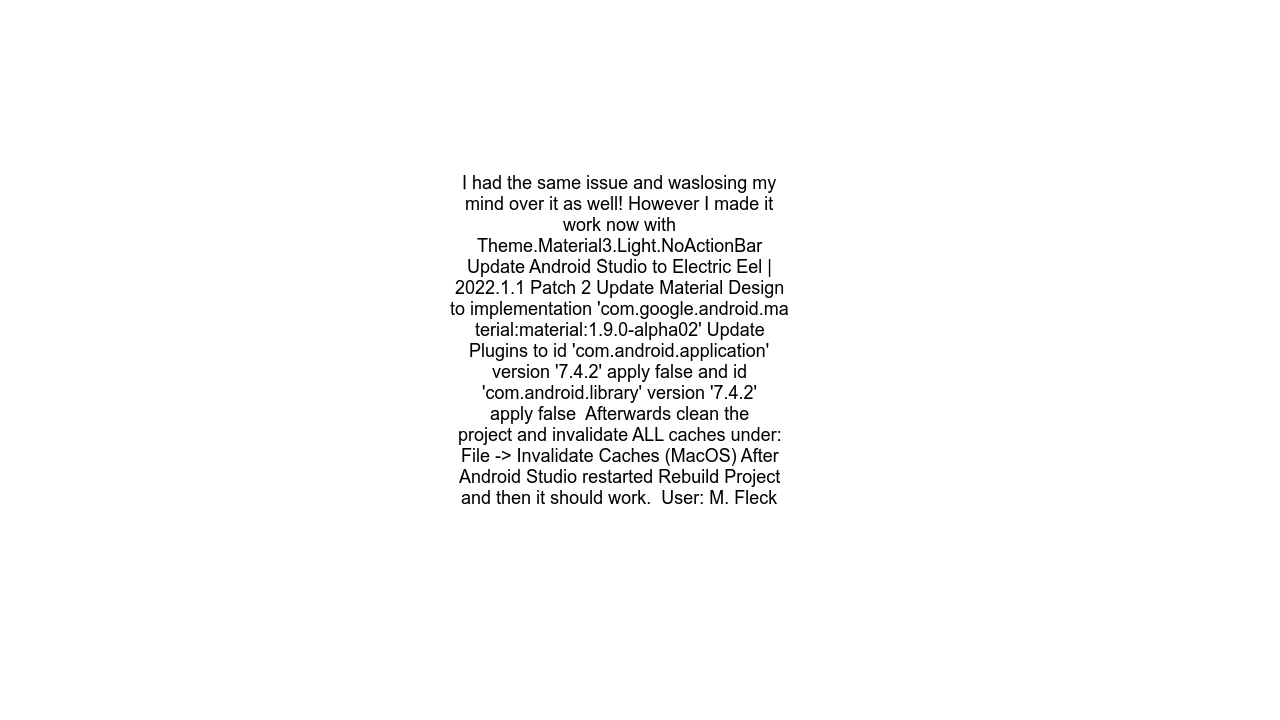 I had the same issue and waslosing my
mind over it as well! However I made it
work now with
Theme.Material3.Light.NoActionBar
Update Android Studio to Electric Eel |
2022.1.1 Patch 2 Update Material Design
to implementation 'com.google.android.ma
terial:material:1.9.0-alpha02' Update
Plugins to id 'com.android.application'
version '7.4.2' apply false and id
'com.android.library' version '7.4.2'
apply false  Afterwards clean the
project and invalidate ALL caches under:
File -> Invalidate Caches (MacOS) After
Android Studio restarted Rebuild Project
and then it should work.  User: M. Fleck